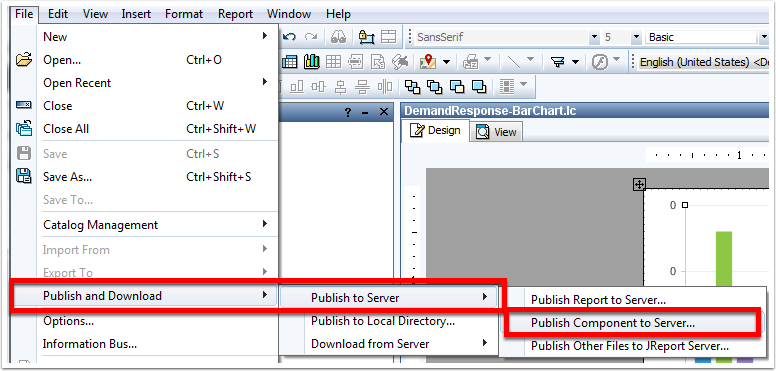 File Edit View Insert Format Report Window Help
SansSerif 5 Basic
English (United States) <De
New
Open... Ctrl+O
Open Recent
Close Ctrl+W
Close All Ctrl+Shift+W
Save Ctrl+S
Save As... Ctrl+Shift+S
Save To...
Catalog Management
Import From
Export To
Publish and Download
Options...
Information Bus...
Publish to Server
Publish to Local Directory...
Download from Server
Publish Report to Server...
Publish Component to Server...
Publish Other Files to JReport Server...
DemandResponse-BarChart.lc
Design View
1
0
0